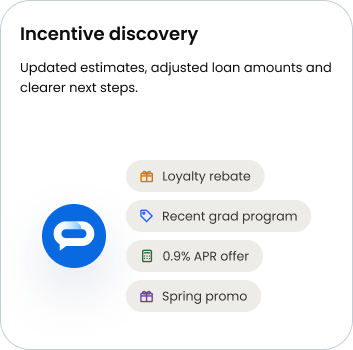 Incentive discovery
Updated estimates, adjusted loan amounts and
clearer next steps.
Loyalty rebate
Recent grad program
0.9% APR offer
Spring promo